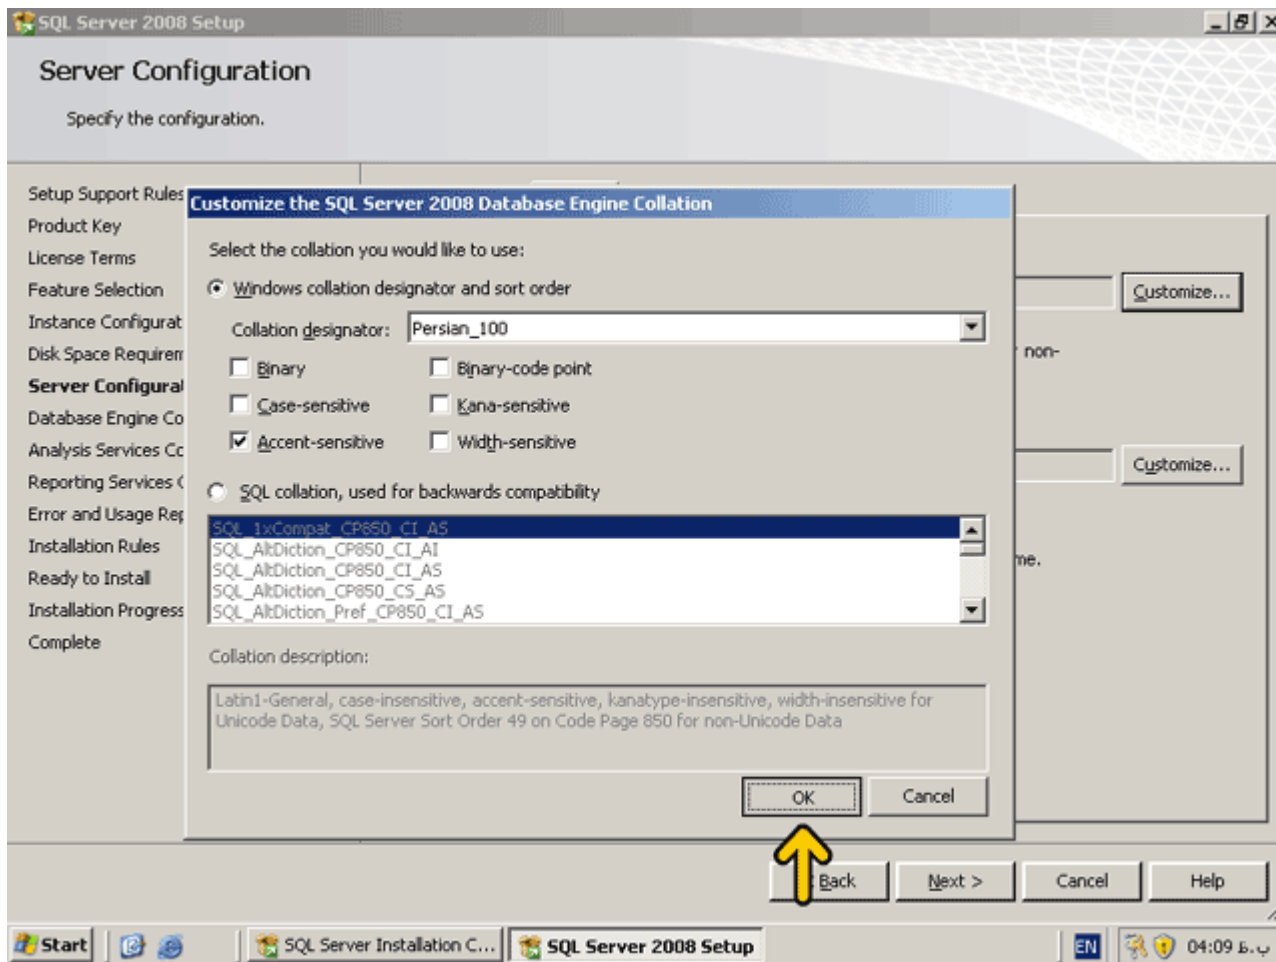 SQL Server 2008 Setup
Server Configuration
Specify the configuration.
Setup Support Rules
Product Key
License Terms
Feature Selection
Instance Configurat
Disk Space Requirem
Server Configurat
Database Engine Co
Analysis Services Co
Reporting Services C
Error and Usage Rep
Installation Rules
Ready to Install
Installation Progress
Complete
Customize the SQL Server 2008 Database Engine Collation
Select the collation you would like to use:
Windows collation designator and sort order
Collation designator: Persian_100
Binary
Binary-code point
Case-sensitive
Kana-sensitive
Accent-sensitive
Width-sensitive
SQL collation, used for backwards compatibility
SQL_1xCompat_CP850_CI_AS
SQL_AltDiction_CP850_CI_AI
SQL_AltDiction_CP850_CI_AS
SQL_AltDiction_CP850_CS_AS
SQL_AltDiction_Pref_CP850_CI_AS
Collation description:
Latin1-General, case-insensitive, accent-sensitive, kanatype-insensitive, width-insensitive for
Unicode Data, SQL Server Sort Order 49 on Code Page 850 for non-Unicode Data
OK
Cancel
Customize...
non-
Customize...
me.
Back
Next >
Cancel
Help
Start
SQL Server Installation C...
SQL Server 2008 Setup
EN
04:09 ب.ظ